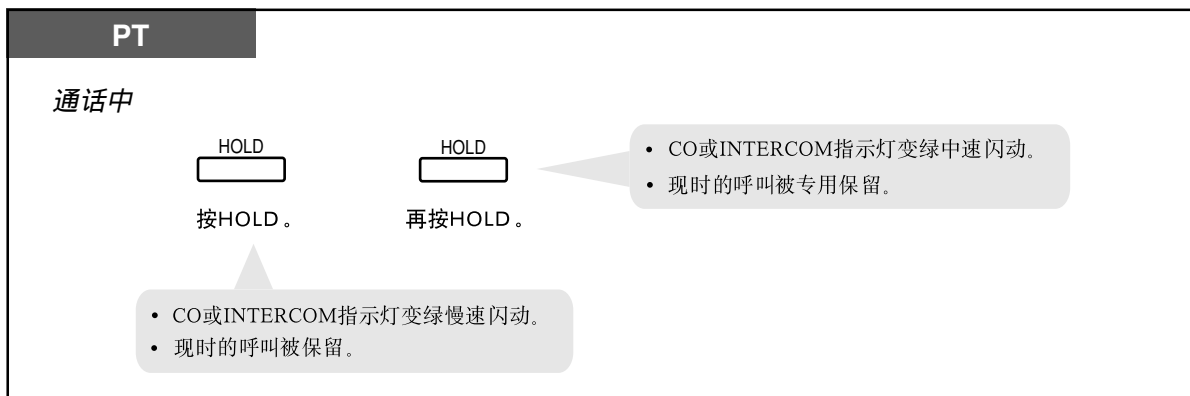 PT
通话中
HOLD
按HOLD。
HOLD
再按HOLD。
• CO或INTERCOM指示灯变绿中速闪动。
• 现时的呼叫被专用保留。
• CO或INTERCOM指示灯变绿慢速闪动。
• 现时的呼叫被保留。